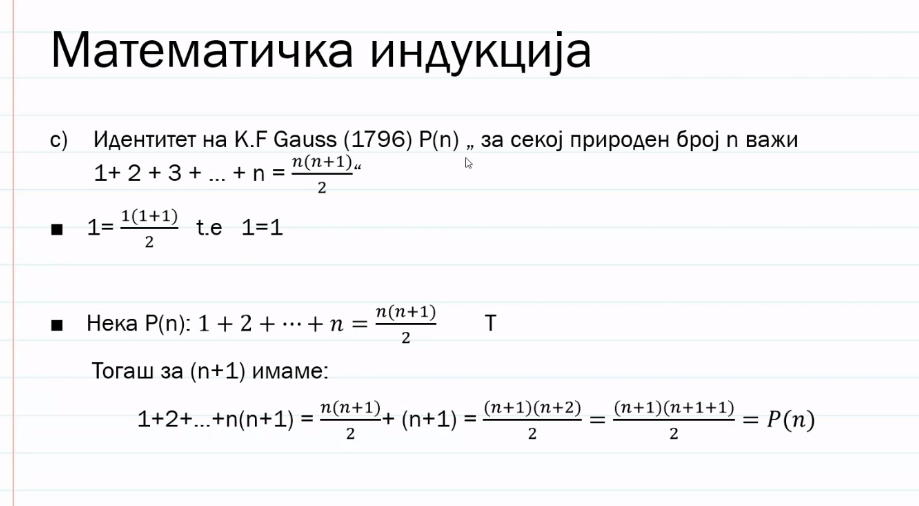 Математичка индукција
c) Идентитет на K.F Gauss (1796) P(n) „ за секој природен број n важи
1+ 2 + 3 + ... + n = \frac{n(n+1)}{2}“
■ 1= \frac{1(1+1)}{2} t.e 1=1
■ Нека P(n): 1 + 2 + ⋯ + n = \frac{n(n+1)}{2} T
Тогаш за (n+1) имаме:
1+2+...+n(n+1) = \frac{n(n+1)}{2}+ (n+1) = \frac{(n+1)(n+2)}{2} = \frac{(n+1)(n+1+1)}{2} = P(n)